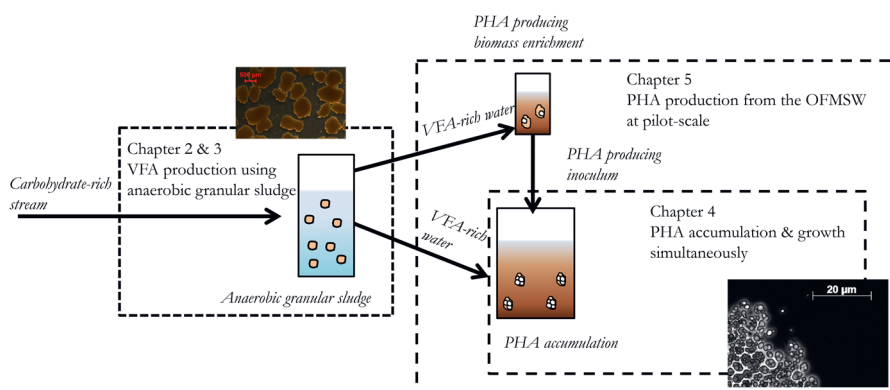 PHA producing
biomass enrichment
500 µm
Chapter 5
PHA production from the OFMSW
at pilot-scale
VFA-rich water
Chapter 2 & 3
VFA production using
anaerobic granular sludge
Carbohydrate-rich
stream
PHA producing
inoculum
VFA-rich
water
Chapter 4
PHA accumulation & growth
simultaneously
20 µm
Anaerobic granular sludge
PHA accumulation